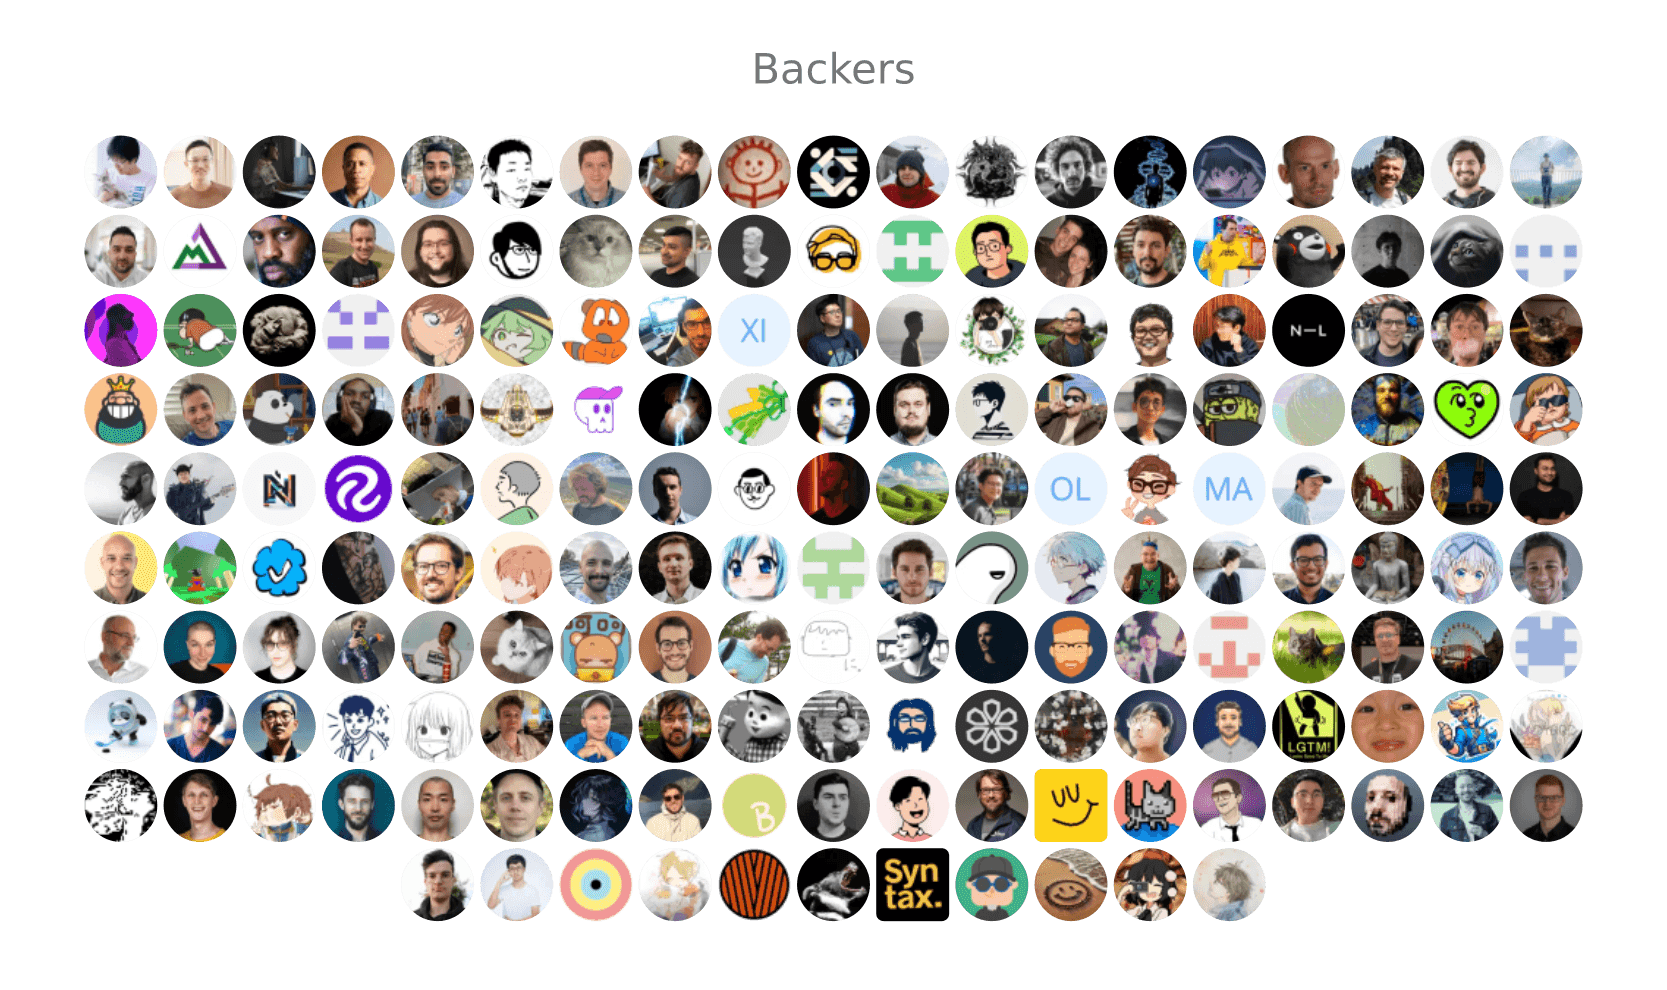 Backers
XI
N—L
OL
MA
LGTM!
B
Syn
tax.